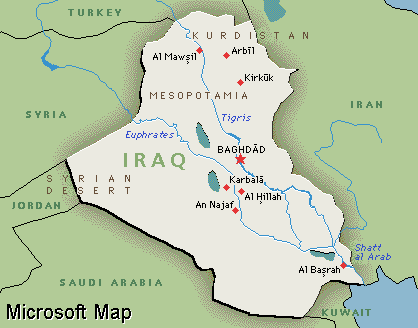 TURKEY
KURDISTAN
Al Mawşil
Arbīl
Kirkūk
MESOPOTAMIA
IRAN
SYRIA
Tigris
Euphrates
BAGHDĀD
IRAQ
SYRIAN
DESERT
Karbalā
Al Ḩillah
JORDAN
An Najaf
Shatt
al Arab
Al Başrah
SAUDI ARABIA
Microsoft Map
KUWAIT